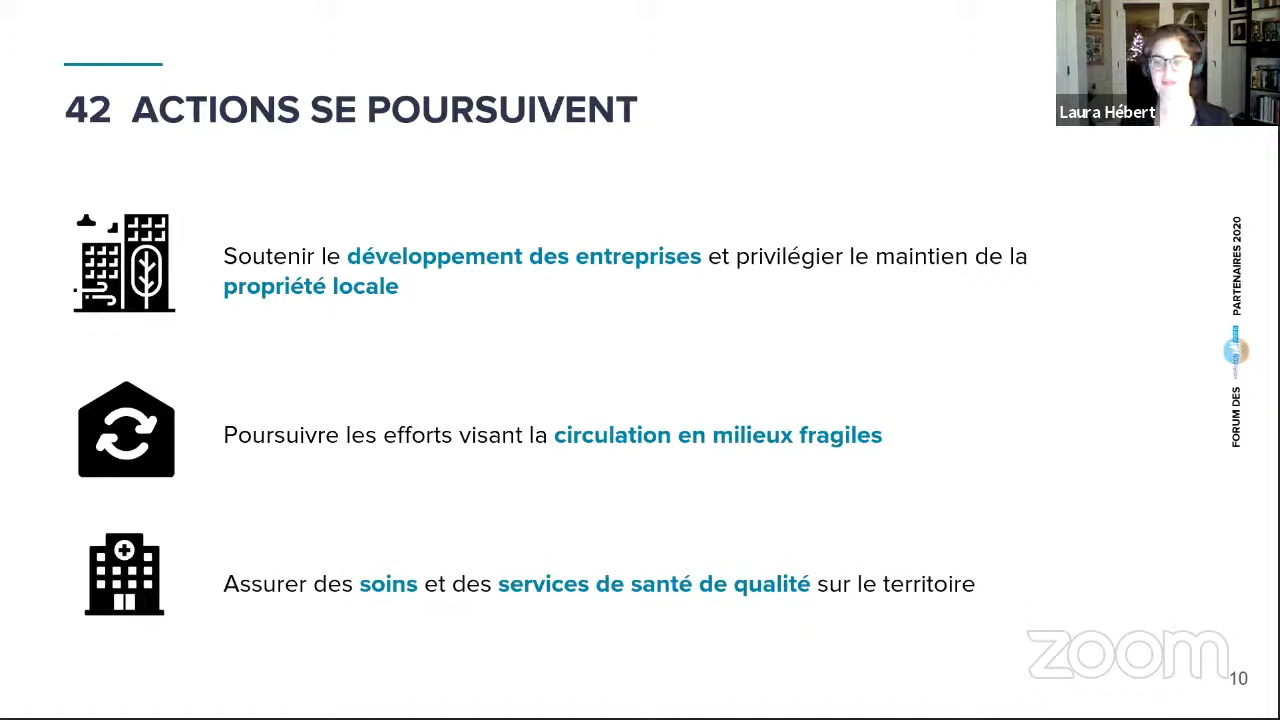 42 ACTIONS SE POURSUIVENT
Laura Hébert
Soutenir le développement des entreprises et privilégier le maintien de la
propriété locale
Poursuivre les efforts visant la circulation en milieux fragiles
Assurer des soins et des services de santé de qualité sur le territoire
FORUM DES
PARTENAIRES 2020
zoom
10